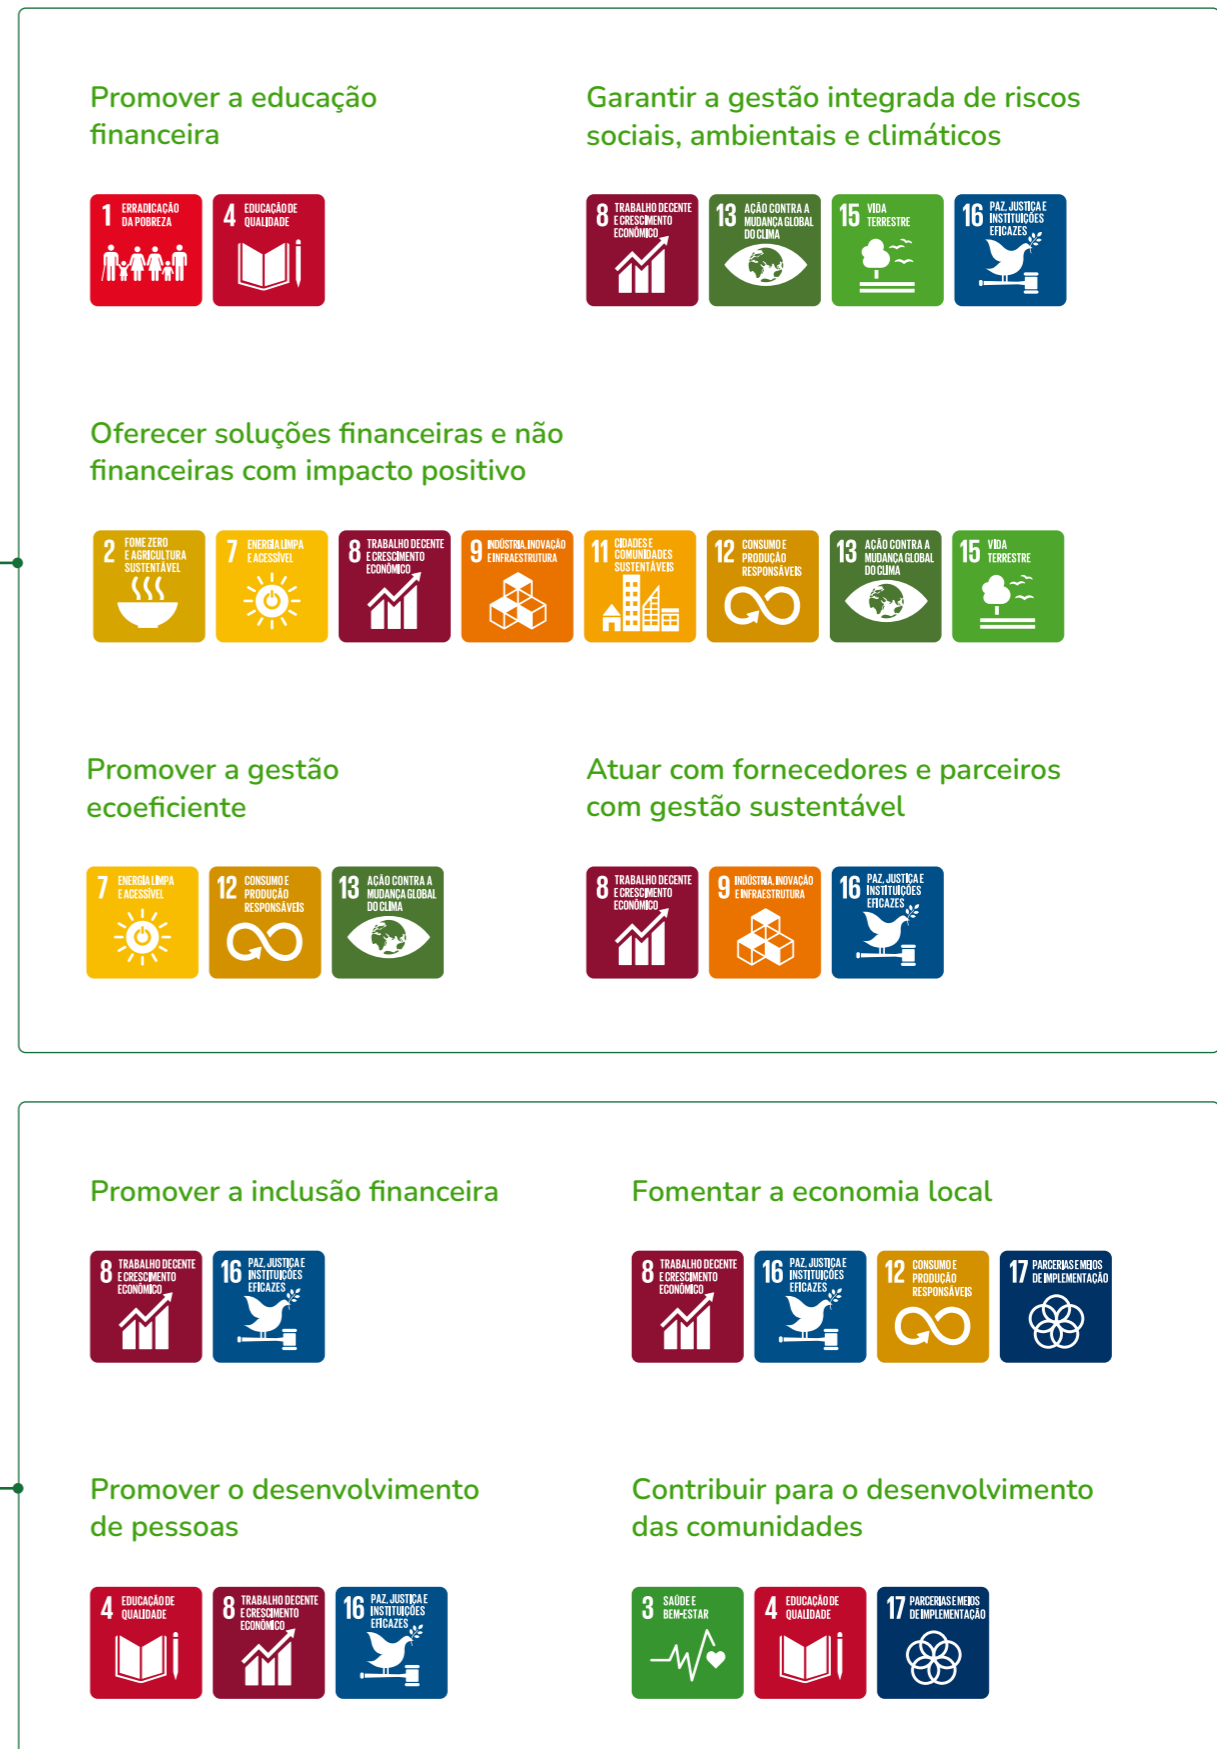 Promover a educação
financeira
1 ERRADICAÇÃO
DA POBREZA
4 EDUCAÇÃO DE
QUALIDADE
Garantir a gestão integrada de riscos
sociais, ambientais e climáticos
8 TRABALHO DECENTE
E CRESCIMENTO
ECONÔMICO
13 AÇÃO CONTRA A
MUDANÇA GLOBAL
DO CLIMA
15 VIDA
TERRESTRE
16 PAZ, JUSTIÇA E
INSTITUIÇÕES
EFICAZES
Oferecer soluções financeiras e não
financeiras com impacto positivo
2 FOME ZERO
E AGRICULTURA
SUSTENTÁVEL
7 ENERGIA LIMPA
E ACESSÍVEL
8 TRABALHO DECENTE
E CRESCIMENTO
ECONÔMICO
9 INDÚSTRIA, INOVAÇÃO
E INFRAESTRUTURA
11 CIDADES E
COMUNIDADES
SUSTENTÁVEIS
12 CONSUMO E
PRODUÇÃO
RESPONSÁVEIS
13 AÇÃO CONTRA A
MUDANÇA GLOBAL
DO CLIMA
15 VIDA
TERRESTRE
Promover a gestão
ecoeficiente
7 ENERGIA LIMPA
E ACESSÍVEL
12 CONSUMO E
PRODUÇÃO
RESPONSÁVEIS
13 AÇÃO CONTRA A
MUDANÇA GLOBAL
DO CLIMA
Atuar com fornecedores e parceiros
com gestão sustentável
8 TRABALHO DECENTE
E CRESCIMENTO
ECONÔMICO
9 INDÚSTRIA, INOVAÇÃO
E INFRAESTRUTURA
16 PAZ, JUSTIÇA E
INSTITUIÇÕES
EFICAZES
Promover a inclusão financeira
8 TRABALHO DECENTE
E CRESCIMENTO
ECONÔMICO
16 PAZ, JUSTIÇA E
INSTITUIÇÕES
EFICAZES
Fomentar a economia local
8 TRABALHO DECENTE
E CRESCIMENTO
ECONÔMICO
16 PAZ, JUSTIÇA E
INSTITUIÇÕES
EFICAZES
12 CONSUMO E
PRODUÇÃO
RESPONSÁVEIS
17 PARCERIAS E MEIOS
DE IMPLEMENTAÇÃO
Promover o desenvolvimento
de pessoas
4 EDUCAÇÃO DE
QUALIDADE
8 TRABALHO DECENTE
E CRESCIMENTO
ECONÔMICO
16 PAZ, JUSTIÇA E
INSTITUIÇÕES
EFICAZES
Contribuir para o desenvolvimento
das comunidades
3 SAÚDE E
BEM-ESTAR
4 EDUCAÇÃO DE
QUALIDADE
17 PARCERIAS E MEIOS
DE IMPLEMENTAÇÃO